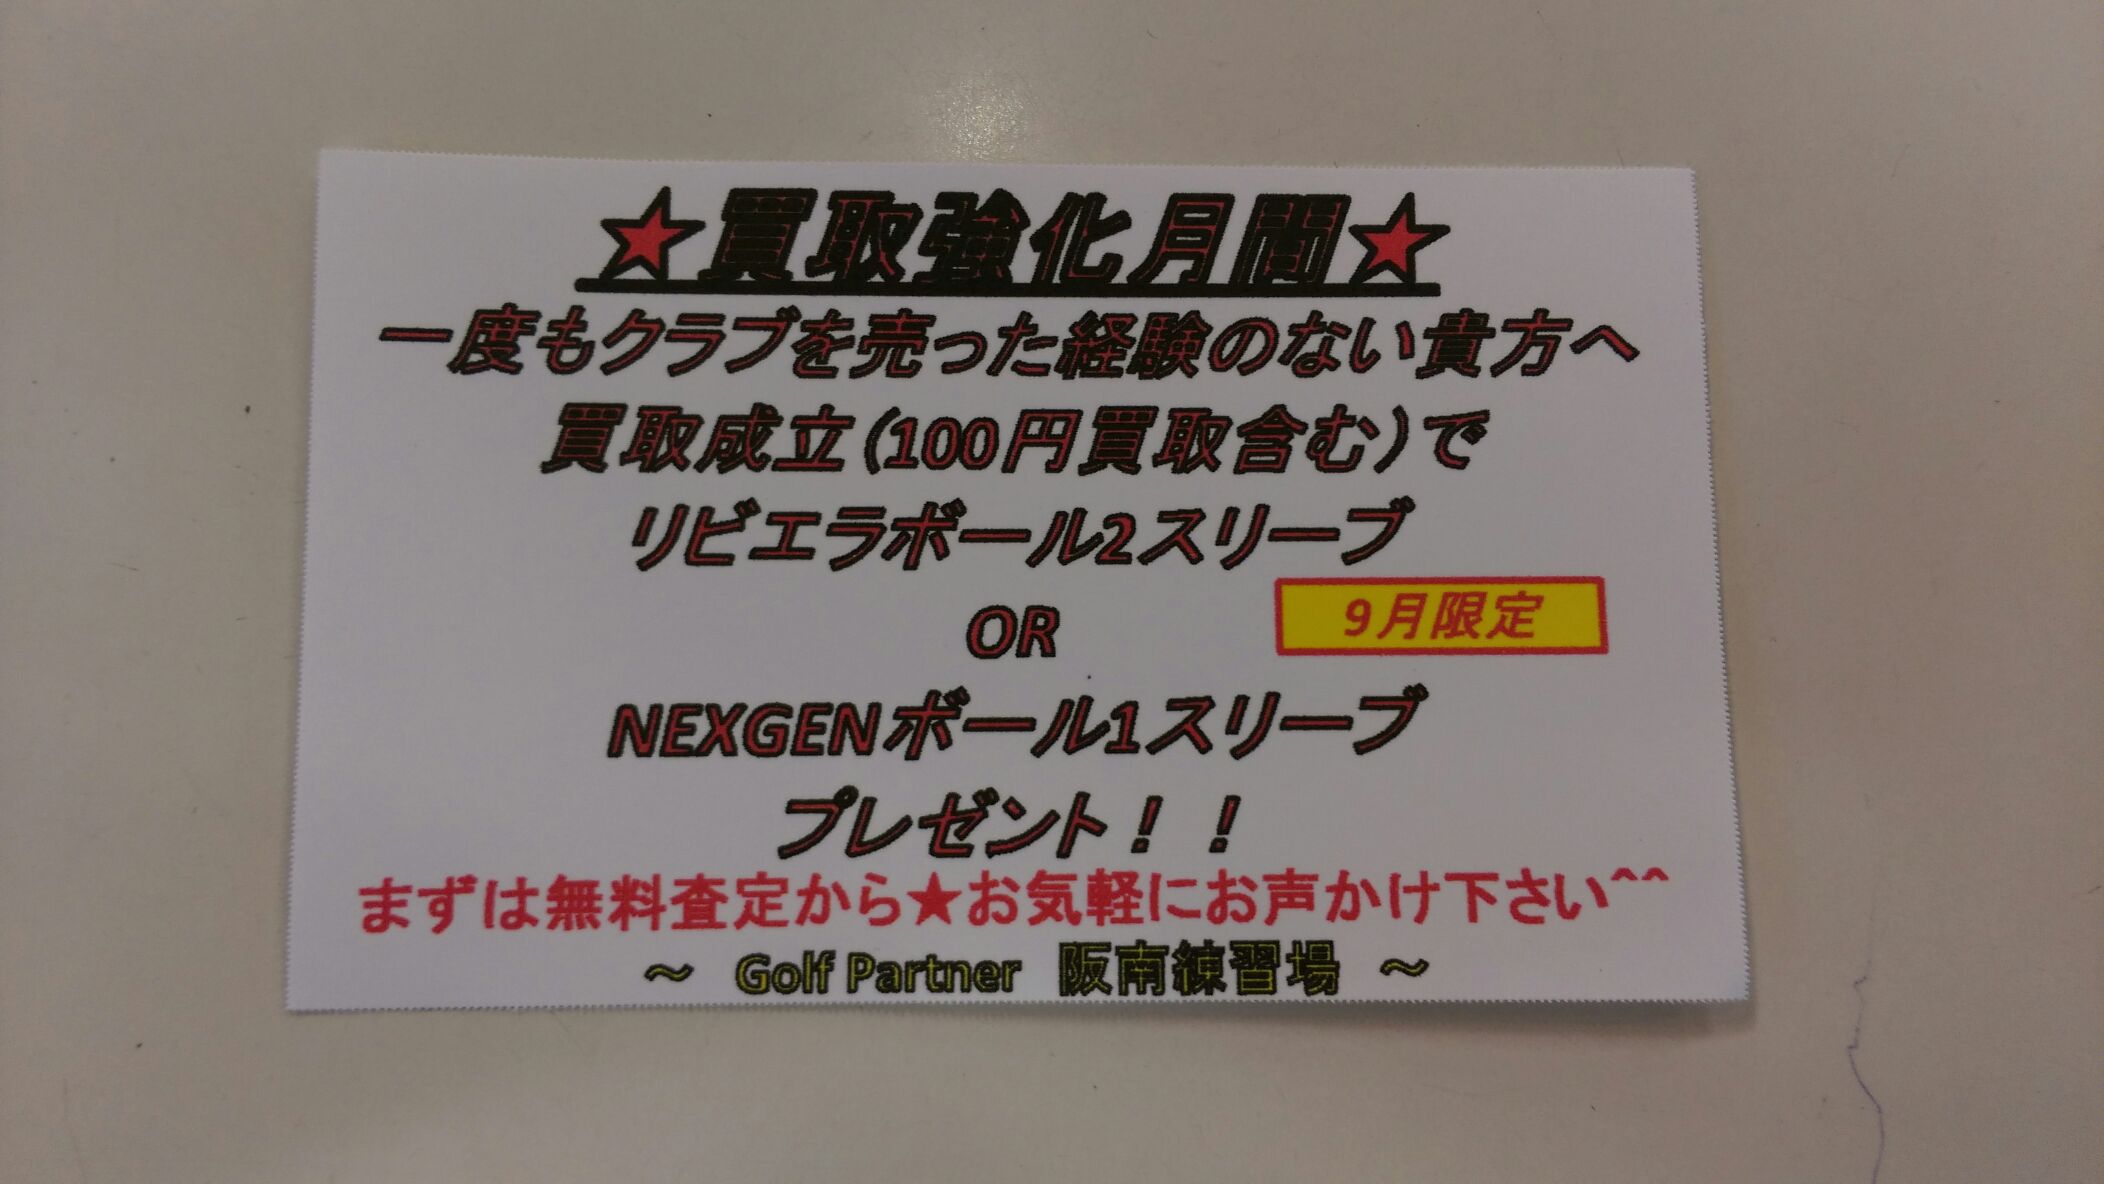 ★買取強化月間★
一度もクラブを売った経験のない貴方へ
買取成立(100円買取含む)で
リビエラボール2スリーブ
OR
9月限定
NEXGENボール1スリーブ
プレゼント！！
まずは無料査定から★お気軽にお声かけ下さい^^
～ Golf Partner 阪南練習場 ～